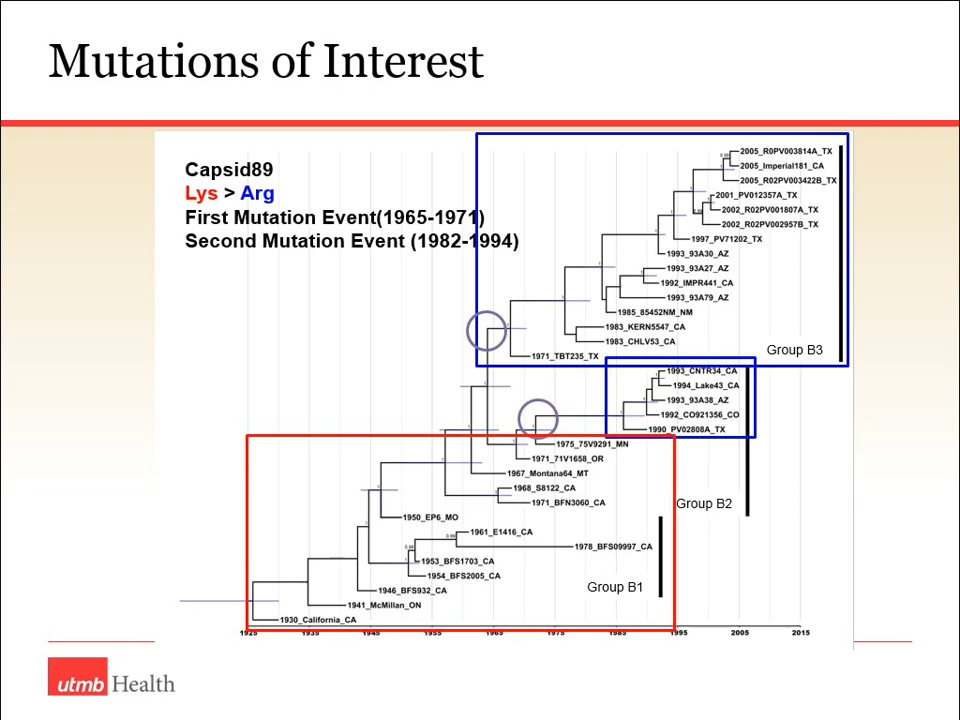 Mutations of Interest
Capsid89
Lys > Arg
First Mutation Event(1965-1971)
Second Mutation Event (1982-1994)
2005_R0PV003814A_TX
2005_Imperial181_CA
2005_R02PV003422B_TX
2001_PV012357A_TX
2002_R02PV001807A_TX
2002_R02PV002957B_TX
1997_PV71202_TX
1993_93A30_AZ
1993_93A27_AZ
1992_IMPR441_CA
1993_93A79_AZ
1985_85452NM_NM
1983_KERN5547_CA
1983_CHLV53_CA
Group B3
1971_TBT235_TX
1993_CNTR34_CA
1994_Lake43_CA
1993_93A38_AZ
1992_CO921356_CO
1990_PV02808A_TX
1975_75V9291_MN
1971_71V1658_OR
1967_Montana64_MT
1968_S8122_CA
1971_BFN3060_CA
Group B2
1950_EP6_MO
1961_E1416_CA
1978_BFS09997_CA
1953_BFS1703_CA
1954_BFS2005_CA
Group B1
1946_BFS932_CA
1941_McMillan_ON
1930_California_CA
1925 1935 1945 1955 1965 1975 1985 1995 2005 2015
utmb Health